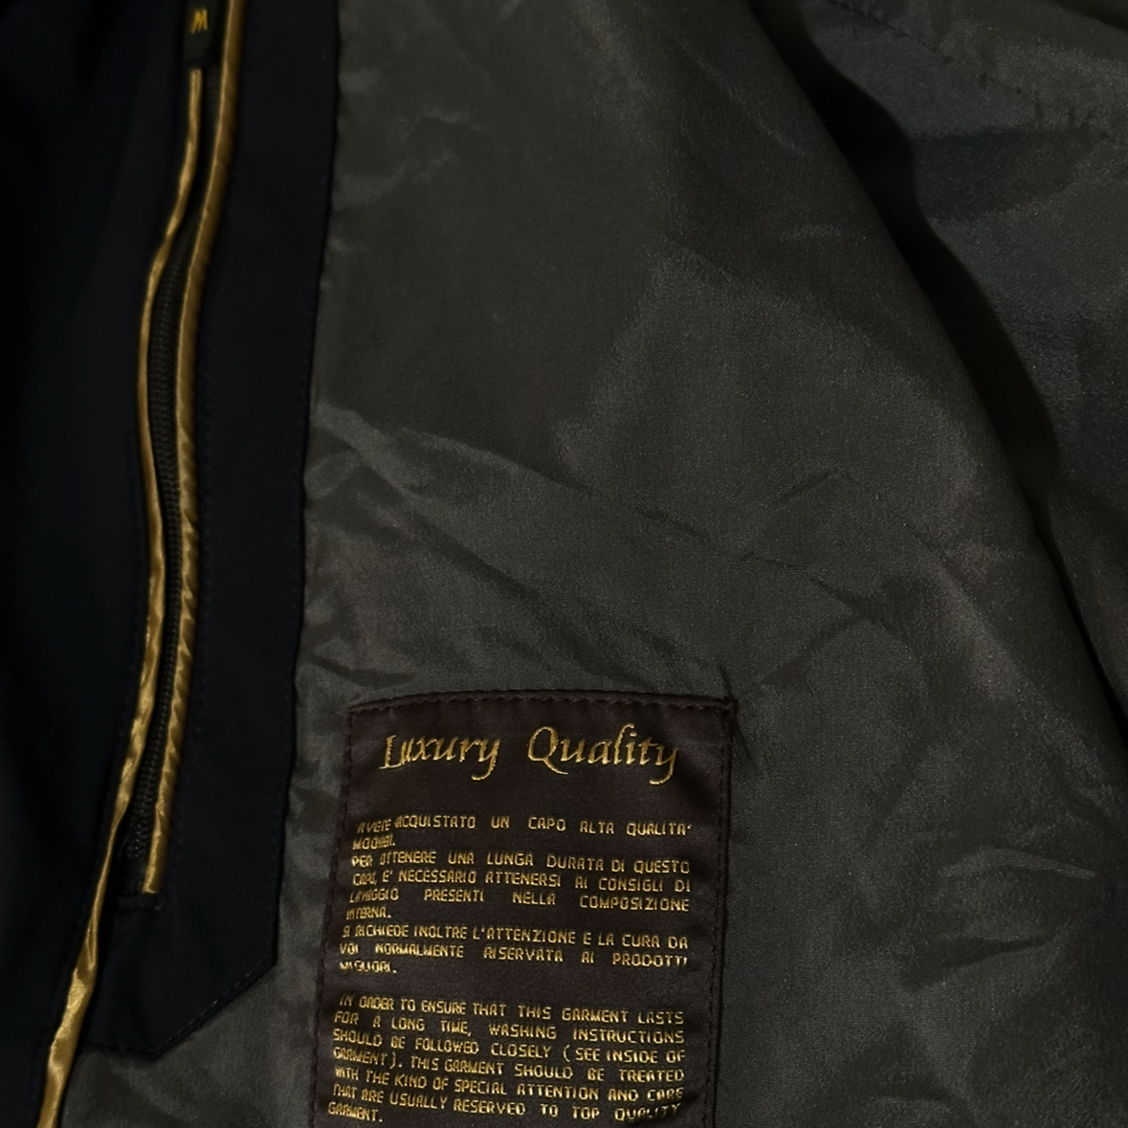 M
Luxury Quality
AVETE ACQUISTATO UN CAPO ALTA QUALITA'
PER OTTENERE UNA LUNGA DURATA DI QUESTO
CAPO, E' NECESSARIO ATTENERSI AI CONSIGLI DI
LAVAGGIO PRESENTI NELLA COMPOSIZIONE
INTERNA.
SI RICHIEDE INOLTRE L'ATTENZIONE E LA CURA DA
VOI NORMALMENTE RISERVATA AI PRODOTTI
MIGLIORI.
IN ORDER TO ENSURE THAT THIS GARMENT LASTS
FOR A LONG TIME, WASHING INSTRUCTIONS
SHOULD BE FOLLOWED CLOSELY ( SEE INSIDE OF
GARMENT ). THIS GARMENT SHOULD BE TREATED
WITH THE KIND OF SPECIAL ATTENTION AND CARE
THAT ARE USUALLY RESERVED TO TOP QUALITY
GARMENT.